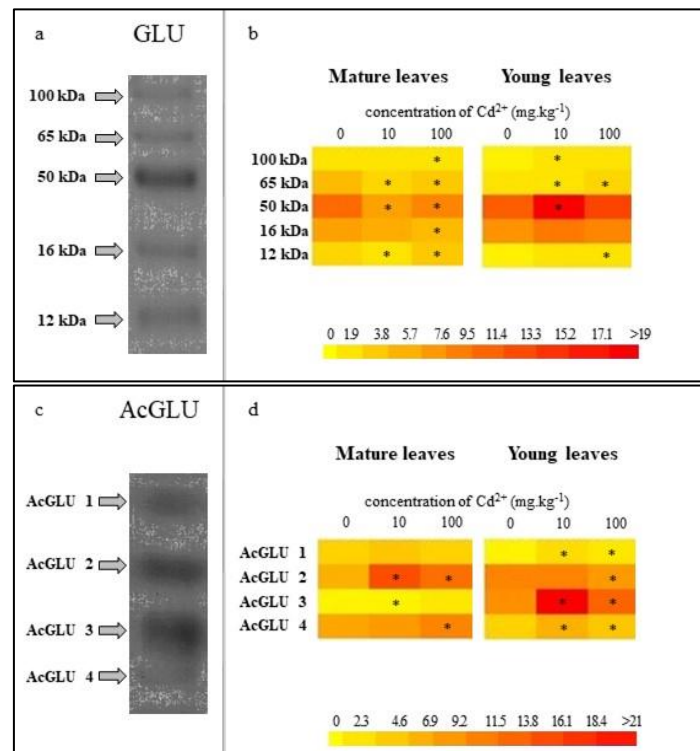 a GLU
100 kDa
65 kDa
50 kDa
16 kDa
12 kDa
b
Mature leaves Young leaves
concentration of Cd²⁺ (mg.kg⁻¹)
0 10 100 0 10 100
100 kDa * *
65 kDa * * * *
50 kDa * * *
16 kDa *
12 kDa * * *
0 1.9 3.8 5.7 7.6 9.5 11.4 13.3 15.2 17.1 >19
c AcGLU
AcGLU 1
AcGLU 2
AcGLU 3
AcGLU 4
d
Mature leaves Young leaves
concentration of Cd²⁺ (mg.kg⁻¹)
0 10 100 0 10 100
AcGLU 1 * *
AcGLU 2 * * *
AcGLU 3 * * *
AcGLU 4 * * *
0 2.3 4.6 6.9 9.2 11.5 13.8 16.1 18.4 >21